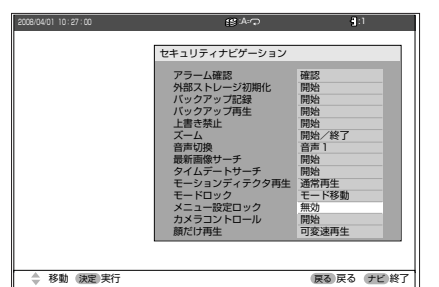 2008/04/01 10:27:00 :A :1
セキュリティナビゲーション
アラーム確認 確認
外部ストレージ初期化 開始
バックアップ記録 開始
バックアップ再生 開始
上書き禁止 開始
ズーム 開始／終了
音声切換 音声1
最新画像サーチ 開始
タイムデートサーチ 開始
モーションディテクタ再生 通常再生
モードロック モード移動
メニュー設定ロック 無効
カメラコントロール 開始
顔だけ再生 可変速再生
移動 決定 実行 戻る 戻る ナビ 終了